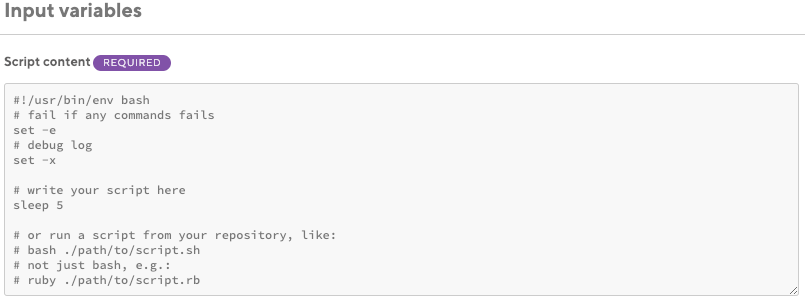 Input variables
Script content REQUIRED
#!/usr/bin/env bash
# fail if any commands fails
set -e
# debug log
set -x
# write your script here
sleep 5
# or run a script from your repository, like:
# bash ./path/to/script.sh
# not just bash, e.g.:
# ruby ./path/to/script.rb